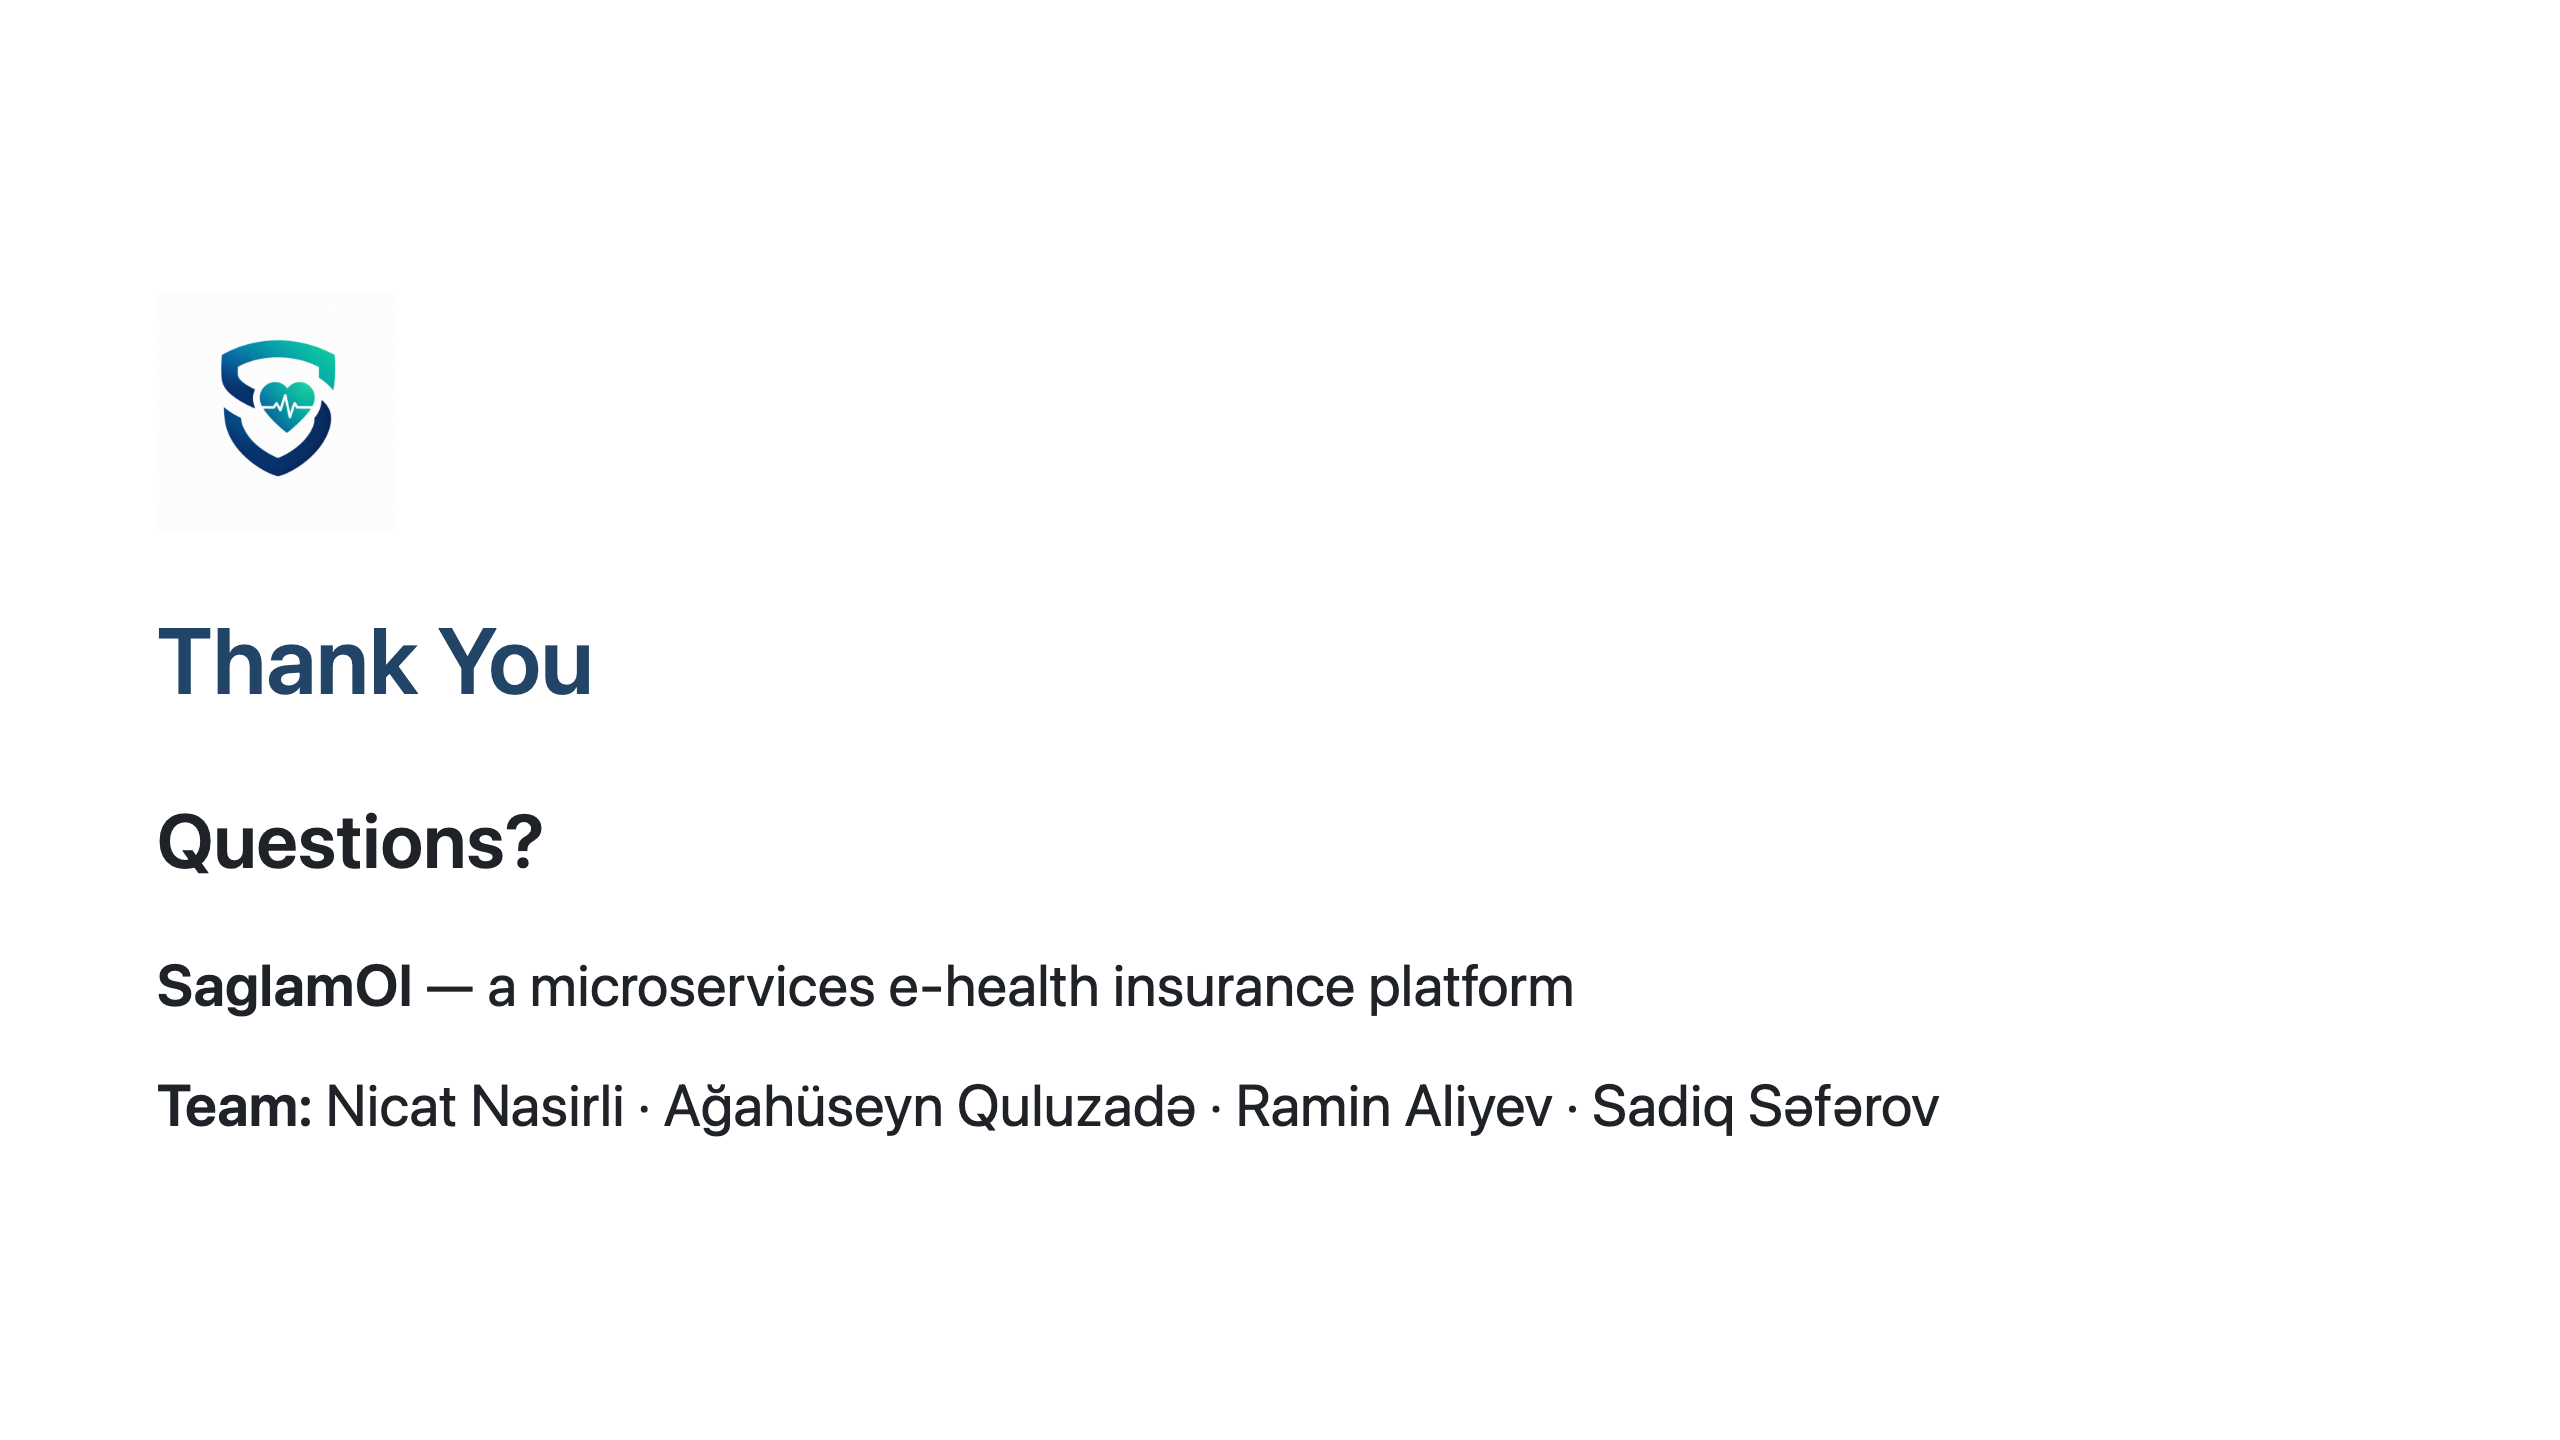 Thank You
Questions?
SaglamOl — a microservices e-health insurance platform
Team: Nicat Nasirli · Ağahüseyn Quluzadə · Ramin Aliyev · Sadiq Səfərov